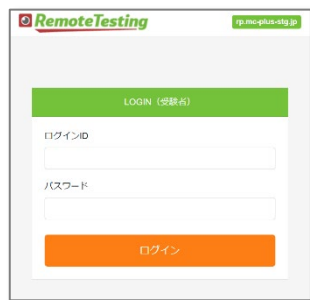 RemoteTesting
rp.mc-plus-stg.jp
LOGIN（受験者）
ログインID
パスワード
ログイン